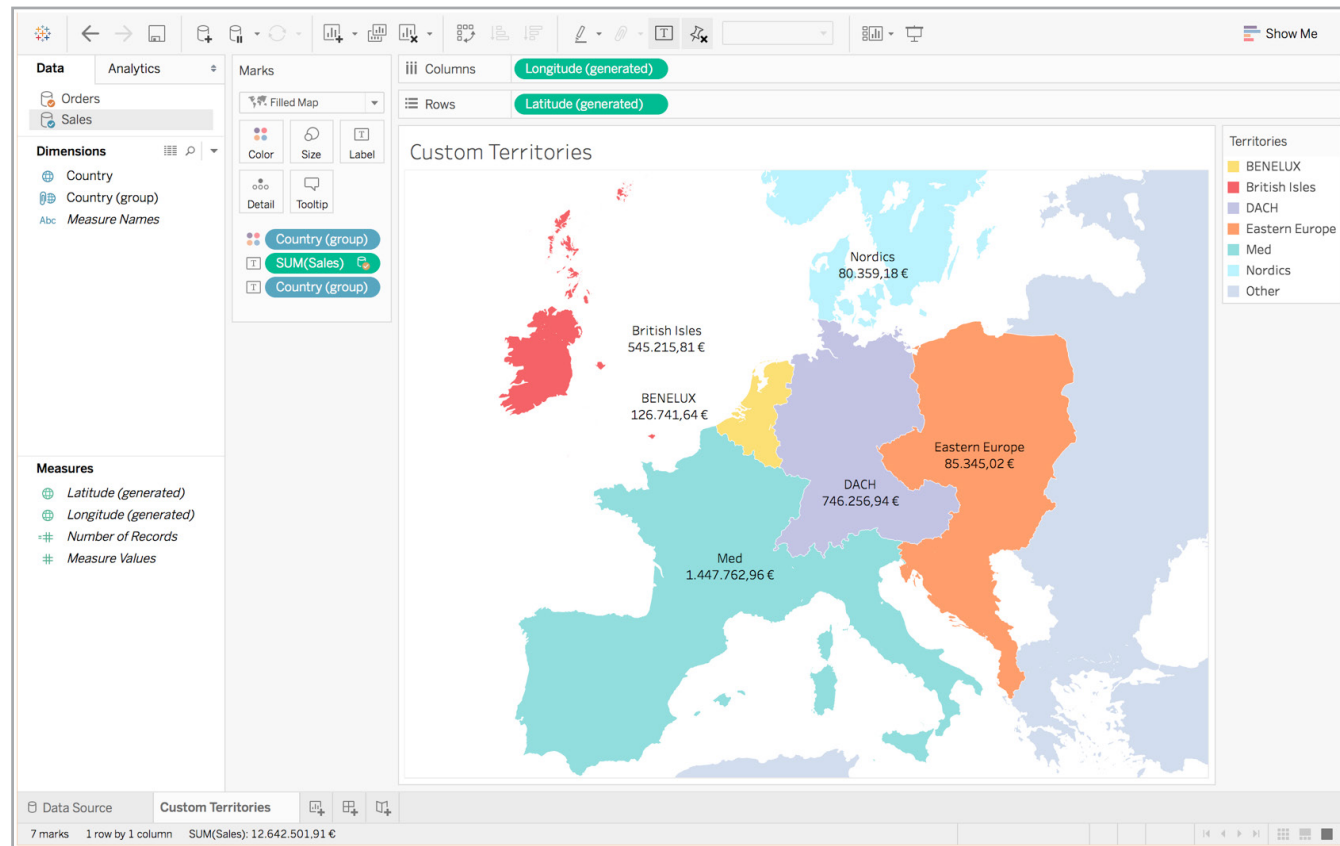 Show Me
Data
Analytics
Orders
Sales
Dimensions
Country
Country (group)
Abc Measure Names
Measures
Latitude (generated)
Longitude (generated)
=# Number of Records
# Measure Values
Marks
Filled Map
Color
Size
T
Label
Detail
Tooltip
Country (group)
T SUM(Sales)
T Country (group)
iii Columns
Longitude (generated)
Rows
Latitude (generated)
Custom Territories
Nordics
80.359,18 €
British Isles
545.215,81 €
BENELUX
126.741,64 €
Eastern Europe
85.345,02 €
DACH
746.256,94 €
Med
1.447.762,96 €
Territories
BENELUX
British Isles
DACH
Eastern Europe
Med
Nordics
Other
Data Source
Custom Territories
7 marks 1 row by 1 column SUM(Sales): 12.642.501,91 €